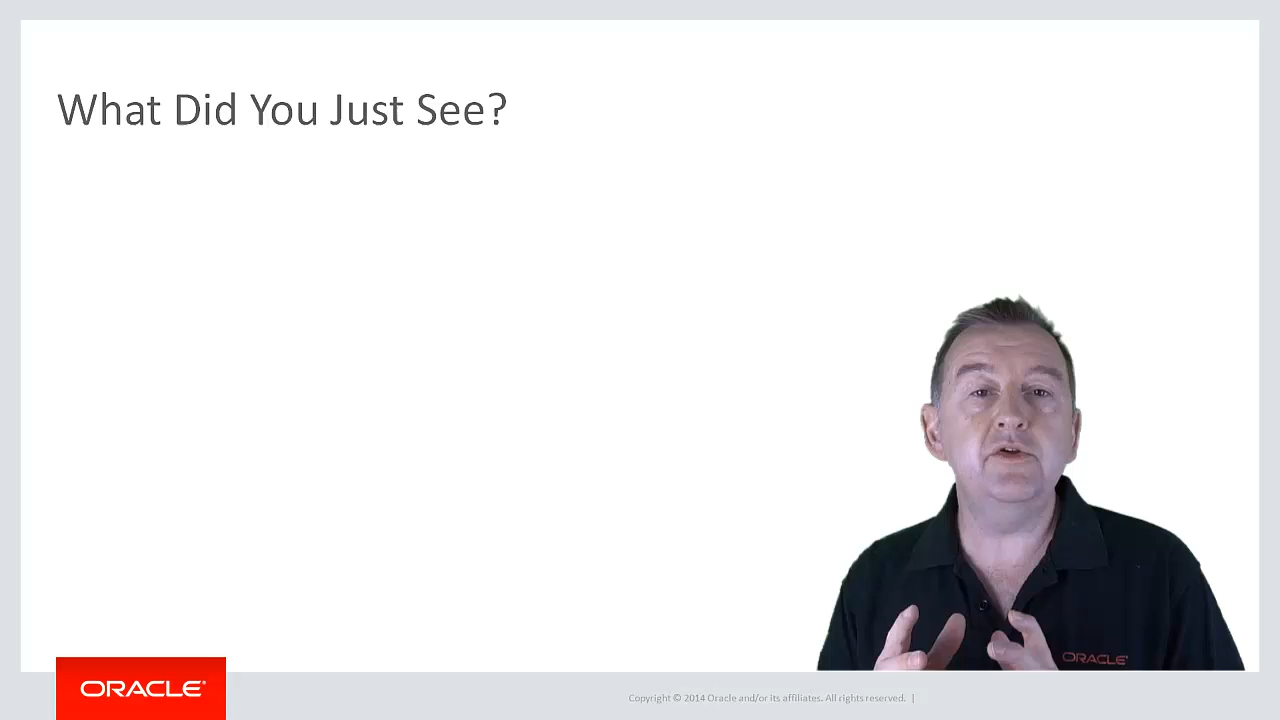 What Did You Just See?
ORACLE®
ORACLE®
Copyright © 2014 Oracle and/or its affiliates. All rights reserved. |